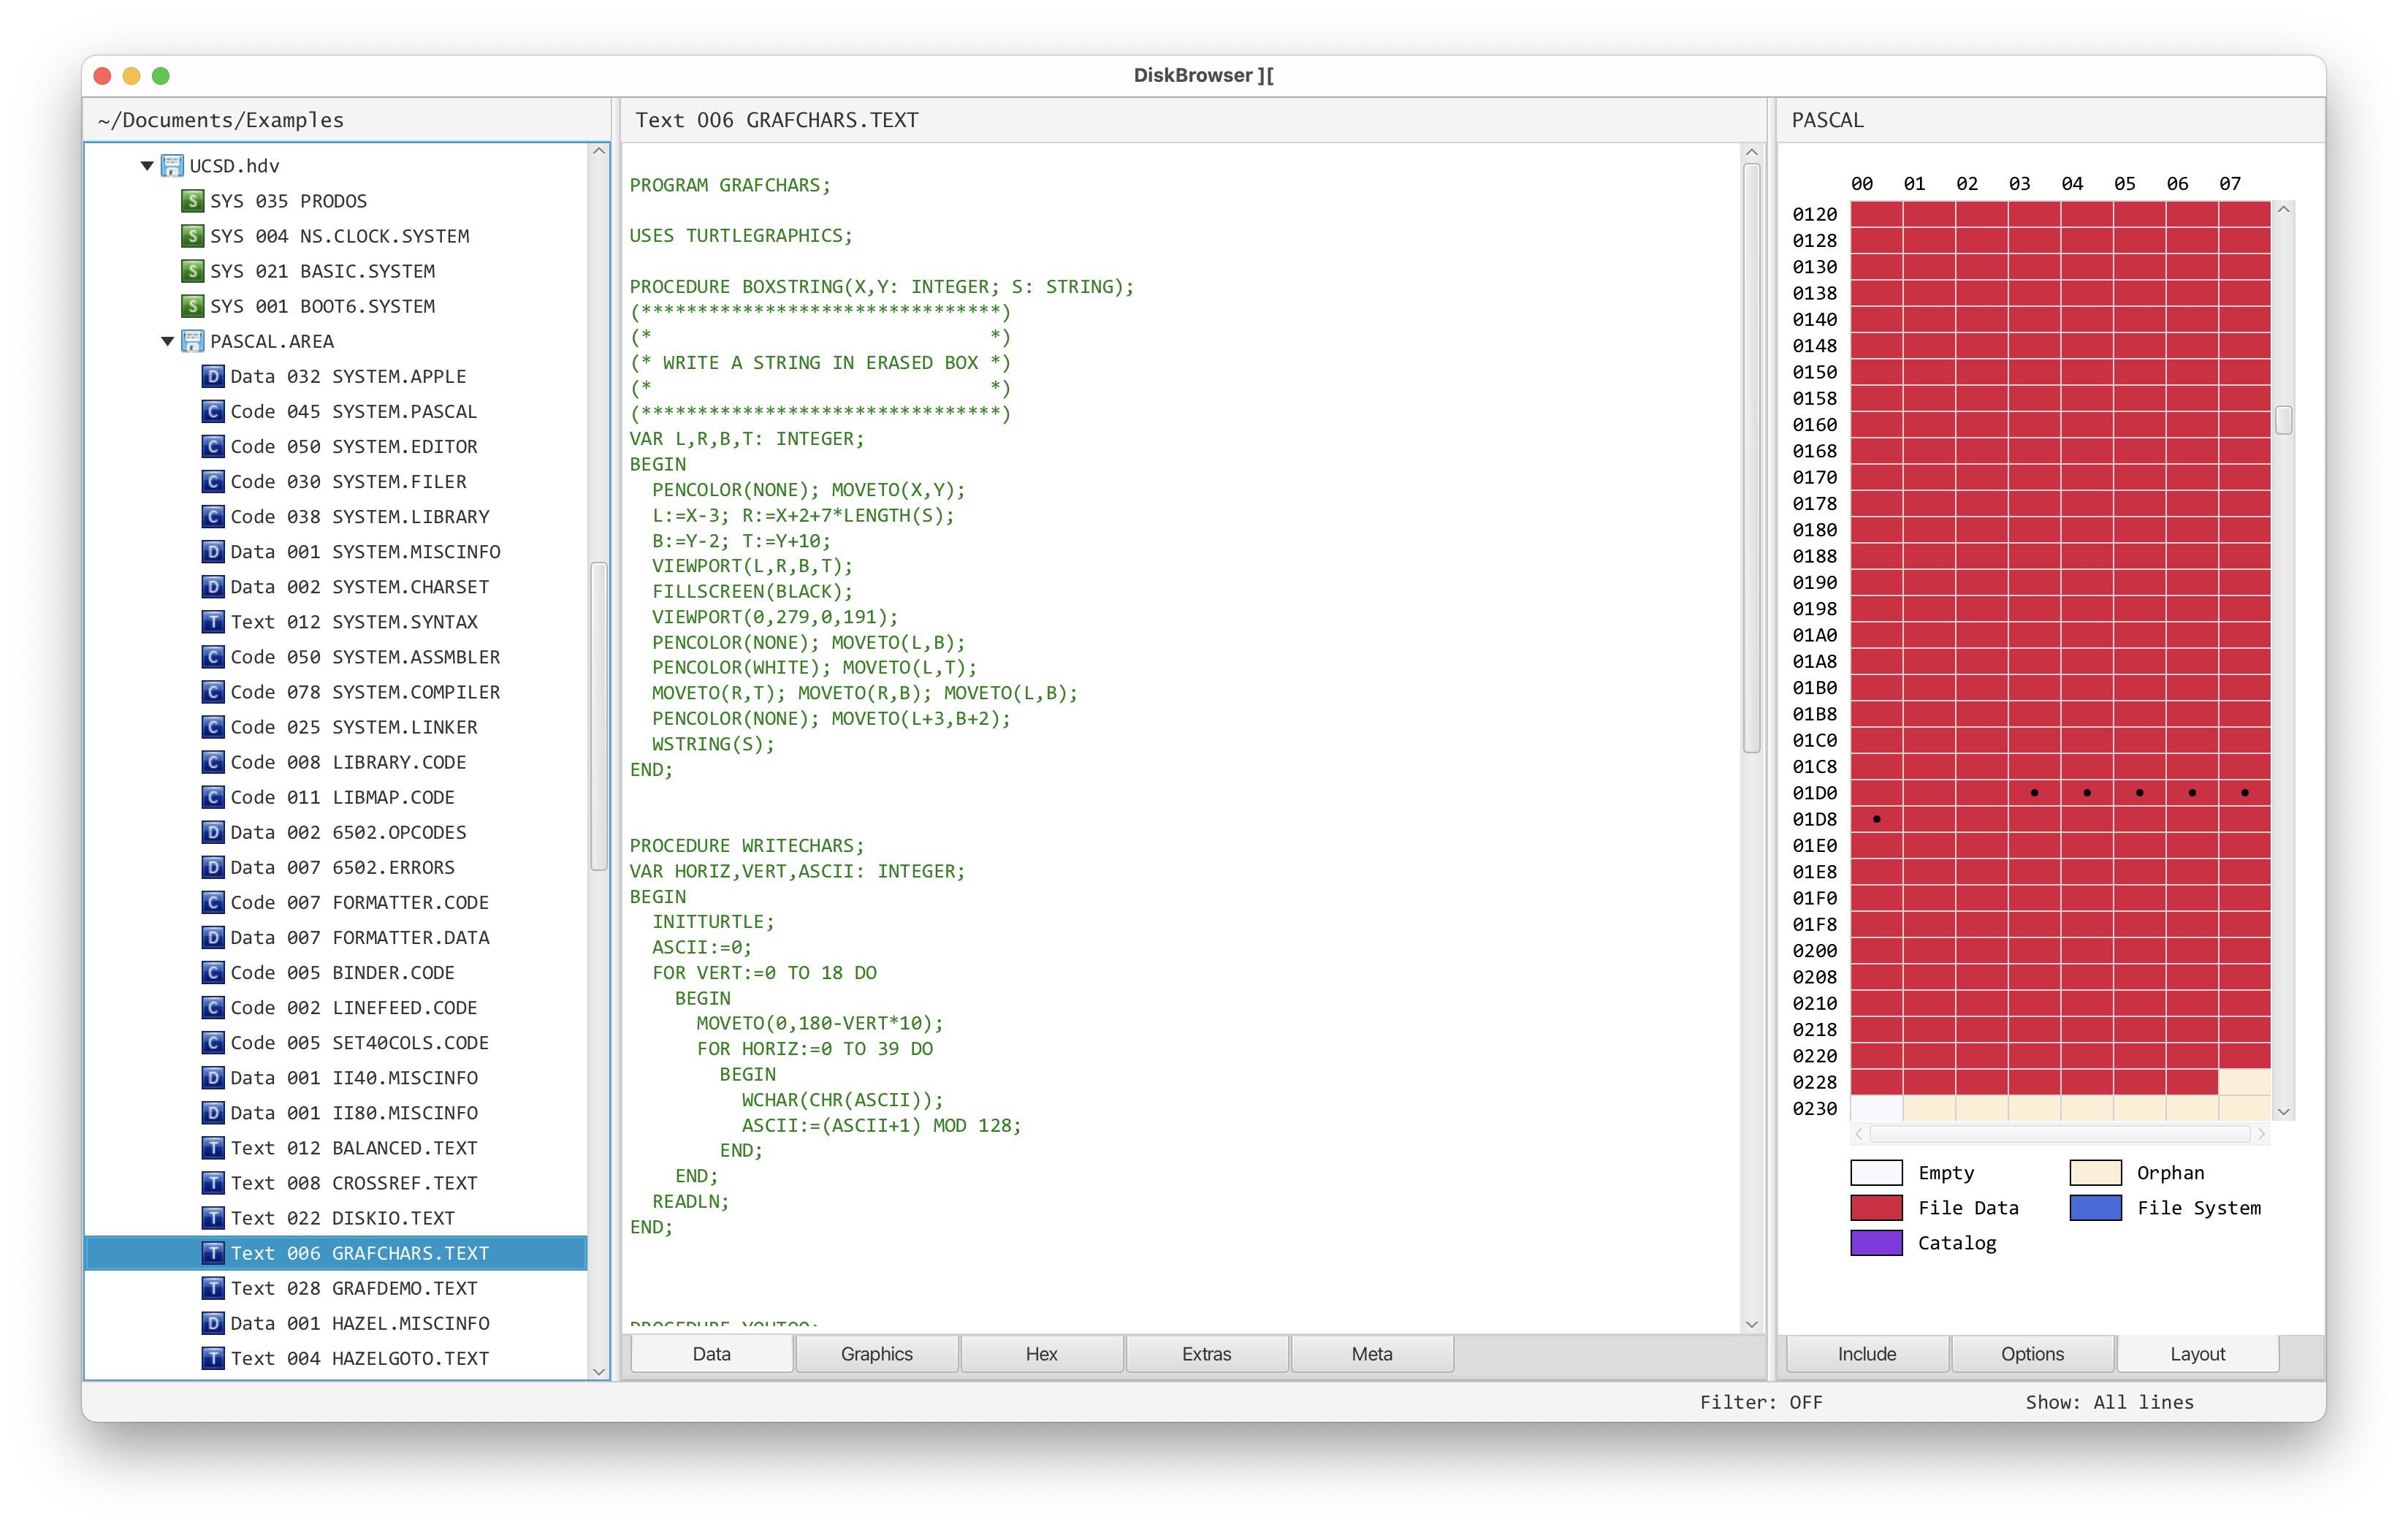 DiskBrowser ][
~/Documents/Examples
UCSD.hdv
S SYS 035 PRODOS
S SYS 004 NS.CLOCK.SYSTEM
S SYS 021 BASIC.SYSTEM
S SYS 001 BOOT6.SYSTEM
PASCAL.AREA
D Data 032 SYSTEM.APPLE
C Code 045 SYSTEM.PASCAL
C Code 050 SYSTEM.EDITOR
C Code 030 SYSTEM.FILER
C Code 038 SYSTEM.LIBRARY
D Data 001 SYSTEM.MISCINFO
D Data 002 SYSTEM.CHARSET
T Text 012 SYSTEM.SYNTAX
C Code 050 SYSTEM.ASSMBLER
C Code 078 SYSTEM.COMPILER
C Code 025 SYSTEM.LINKER
C Code 008 LIBRARY.CODE
C Code 011 LIBMAP.CODE
D Data 002 6502.OPCODES
D Data 007 6502.ERRORS
C Code 007 FORMATTER.CODE
D Data 007 FORMATTER.DATA
C Code 005 BINDER.CODE
C Code 002 LINEFEED.CODE
C Code 005 SET40COLS.CODE
D Data 001 II40.MISCINFO
D Data 001 II80.MISCINFO
T Text 012 BALANCED.TEXT
T Text 008 CROSSREF.TEXT
T Text 022 DISKIO.TEXT
T Text 006 GRAFCHARS.TEXT
T Text 028 GRAFDEMO.TEXT
D Data 001 HAZEL.MISCINFO
T Text 004 HAZELGOTO.TEXT
Text 006 GRAFCHARS.TEXT
PROGRAM GRAFCHARS;
USES TURTLEGRAPHICS;
PROCEDURE BOXSTRING(X,Y: INTEGER; S: STRING);
(********************************)
(*                              *)
(* WRITE A STRING IN ERASED BOX *)
(*                              *)
(********************************)
VAR L,R,B,T: INTEGER;
BEGIN
  PENCOLOR(NONE); MOVETO(X,Y);
  L:=X-3; R:=X+2+7*LENGTH(S);
  B:=Y-2; T:=Y+10;
  VIEWPORT(L,R,B,T);
  FILLSCREEN(BLACK);
  VIEWPORT(0,279,0,191);
  PENCOLOR(NONE); MOVETO(L,B);
  PENCOLOR(WHITE); MOVETO(L,T);
  MOVETO(R,T); MOVETO(R,B); MOVETO(L,B);
  PENCOLOR(NONE); MOVETO(L+3,B+2);
  WSTRING(S);
END;
PROCEDURE WRITECHARS;
VAR HORIZ,VERT,ASCII: INTEGER;
BEGIN
  INITTURTLE;
  ASCII:=0;
  FOR VERT:=0 TO 18 DO
    BEGIN
      MOVETO(0,180-VERT*10);
      FOR HORIZ:=0 TO 39 DO
        BEGIN
          WCHAR(CHR(ASCII));
          ASCII:=(ASCII+1) MOD 128;
        END;
    END;
  READLN;
END;
Data Graphics Hex Extras Meta
PASCAL
00 01 02 03 04 05 06 07
0120
0128
0130
0138
0140
0148
0150
0158
0160
0168
0170
0178
0180
0188
0190
0198
01A0
01A8
01B0
01B8
01C0
01C8
01D0
01D8
01E0
01E8
01F0
01F8
0200
0208
0210
0218
0220
0228
0230
Empty Orphan
File Data File System
Catalog
Include Options Layout
Filter: OFF Show: All lines